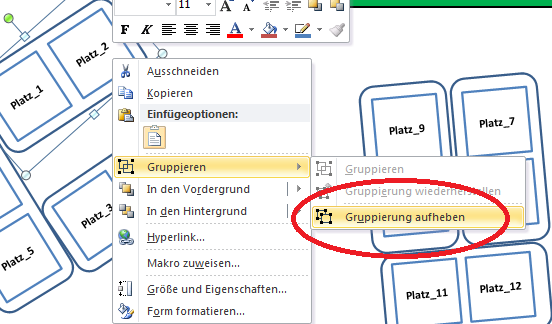 11 A A
F K A
Platz_1
Platz_2
Platz_3
Platz_5
Ausschneiden
Kopieren
Einfügeoptionen:
Gruppieren
In den Vordergrund
In den Hintergrund
Hyperlink...
Makro zuweisen...
Größe und Eigenschaften...
Form formatieren...
Gruppieren
Gruppierung wiederherstellen
Gruppierung aufheben
Platz_9
Platz_7
Platz_11
Platz_12